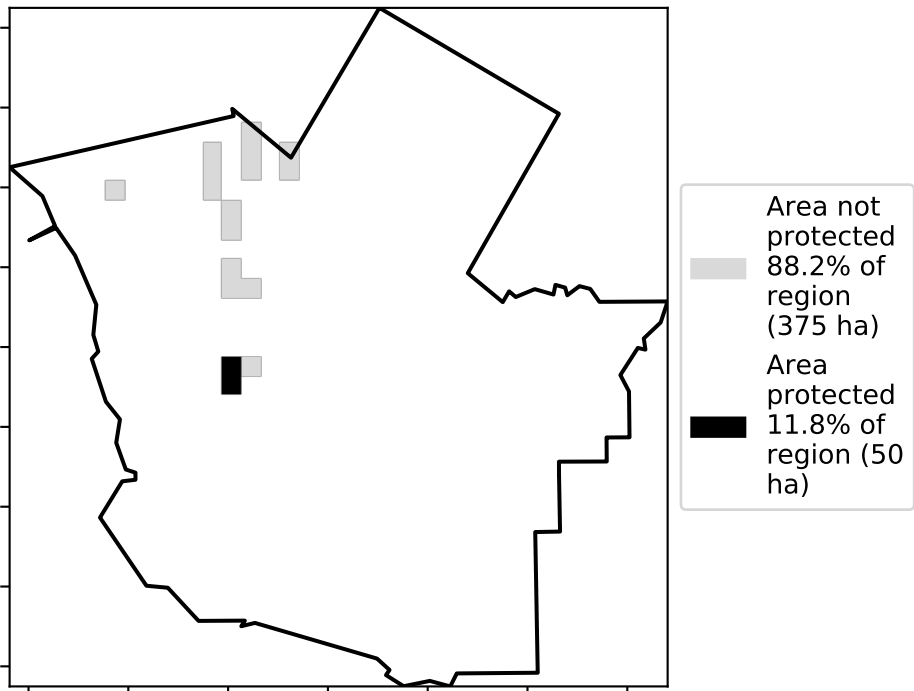 Area not
protected
88.2% of
region
(375 ha)
Area
protected
11.8% of
region (50
ha)